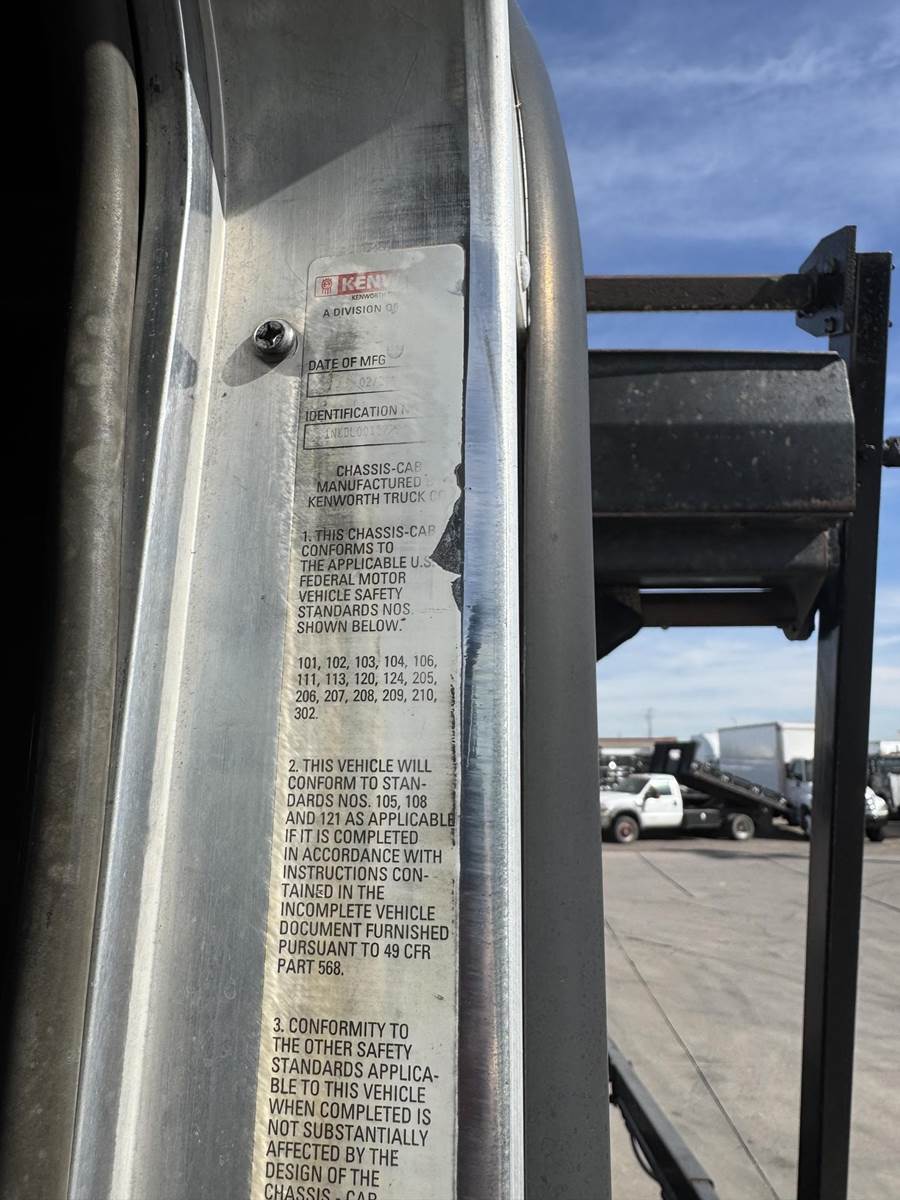 KEN
KENWORTH
A DIVISION
DATE OF MFG
02/
IDENTIFICATION
CHASSIS-CAB
MANUFACTURED
KENWORTH TRUCK
1. THIS CHASSIS-CAB
CONFORMS TO
THE APPLICABLE U.S.
FEDERAL MOTOR
VEHICLE SAFETY
STANDARDS NOS.
SHOWN BELOW.
101, 102, 103, 104, 106,
111, 113, 120, 124, 205,
206, 207, 208, 209, 210,
302.
2. THIS VEHICLE WILL
CONFORM TO STAN-
DARDS NOS. 105, 108
AND 121 AS APPLICABLE
IF IT IS COMPLETED
IN ACCORDANCE WITH
INSTRUCTIONS CON-
TAINED IN THE
INCOMPLETE VEHICLE
DOCUMENT FURNISHED
PURSUANT TO 49 CFR
PART 568.
3. CONFORMITY TO
THE OTHER SAFETY
STANDARDS APPLICA-
BLE TO THIS VEHICLE
WHEN COMPLETED IS
NOT SUBSTANTIALLY
AFFECTED BY THE
DESIGN OF THE
CHASSIS - CAB